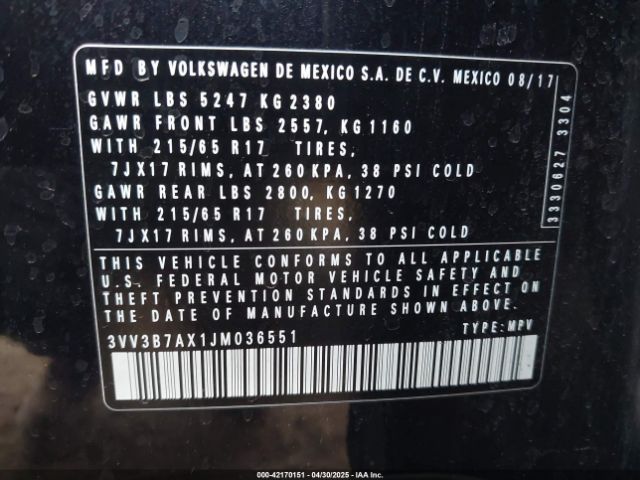 MFD BY VOLKSWAGEN DE MEXICO S.A. DE C.V. MEXICO 08/17
GVWR LBS 5247 KG 2380
GAWR FRONT LBS 2557, KG 1160
WITH 215/65 R17 TIRES,
7JX17 RIMS, AT 260 KPA, 38 PSI COLD
GAWR REAR LBS 2800, KG 1270
WITH 215/65 R17 TIRES,
7JX17 RIMS, AT 260 KPA, 38 PSI COLD
3330627 3304
THIS VEHICLE CONFORMS TO ALL APPLICABLE
U.S. FEDERAL MOTOR VEHICLE SAFETY AND
THEFT PREVENTION STANDARDS IN EFFECT ON
THE DATE OF MANUFACTURE SHOWN ABOVE.
3VV3B7AX1JM036551 TYPE: MPV
000-42170151 - 04/30/2025 - Copyright IAA, LLC